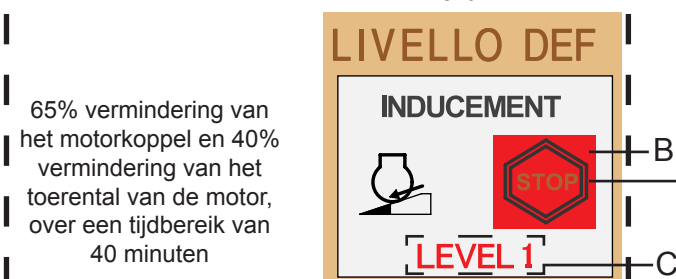 65% vermindering van
het motorkoppel en 40%
vermindering van het
toerental van de motor,
over een tijdbereik van
40 minuten
LIVELLO DEF
INDUCEMENT
STOP
LEVEL 1
B
C